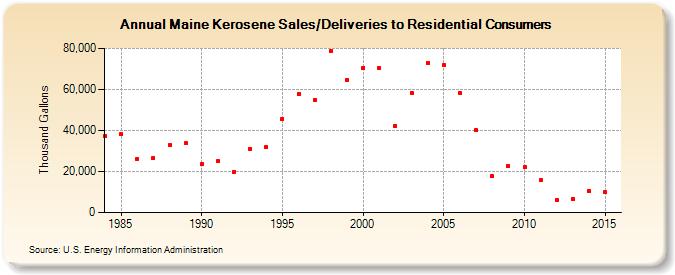 Annual Maine Kerosene Sales/Deliveries to Residential Consumers
Thousand Gallons
80,000
60,000
40,000
20,000
0
1985 1990 1995 2000 2005 2010 2015
Source: U.S. Energy Information Administration